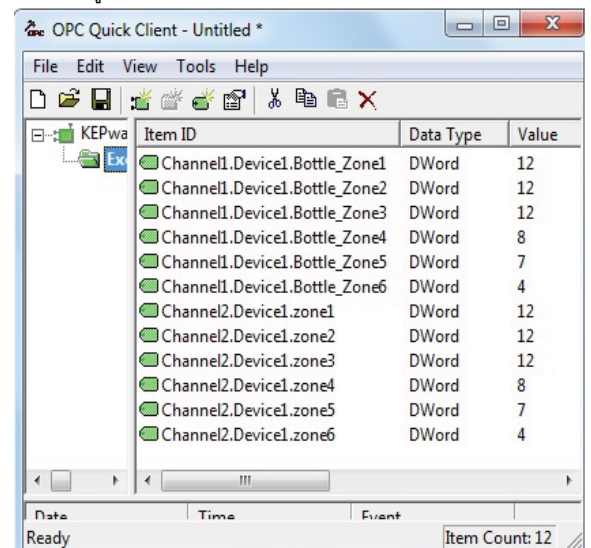 OPC Quick Client - Untitled *
File Edit View Tools Help
KEPwa Item ID Data Type Value
Channel1.Device1.Bottle_Zone1 DWord 12
Channel1.Device1.Bottle_Zone2 DWord 12
Channel1.Device1.Bottle_Zone3 DWord 12
Channel1.Device1.Bottle_Zone4 DWord 8
Channel1.Device1.Bottle_Zone5 DWord 7
Channel1.Device1.Bottle_Zone6 DWord 4
Channel2.Device1.zone1 DWord 12
Channel2.Device1.zone2 DWord 12
Channel2.Device1.zone3 DWord 12
Channel2.Device1.zone4 DWord 8
Channel2.Device1.zone5 DWord 7
Channel2.Device1.zone6 DWord 4
Date Time Event
Ready Item Count: 12